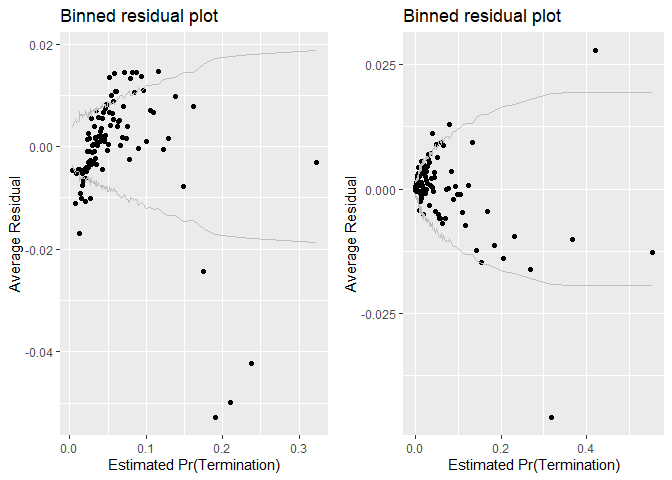 Binned residual plot
0.02
0.00
-0.02
-0.04
Average Residual
0.0 0.1 0.2 0.3
Estimated Pr(Termination)
Binned residual plot
0.025
0.000
-0.025
Average Residual
0.0 0.2 0.4
Estimated Pr(Termination)